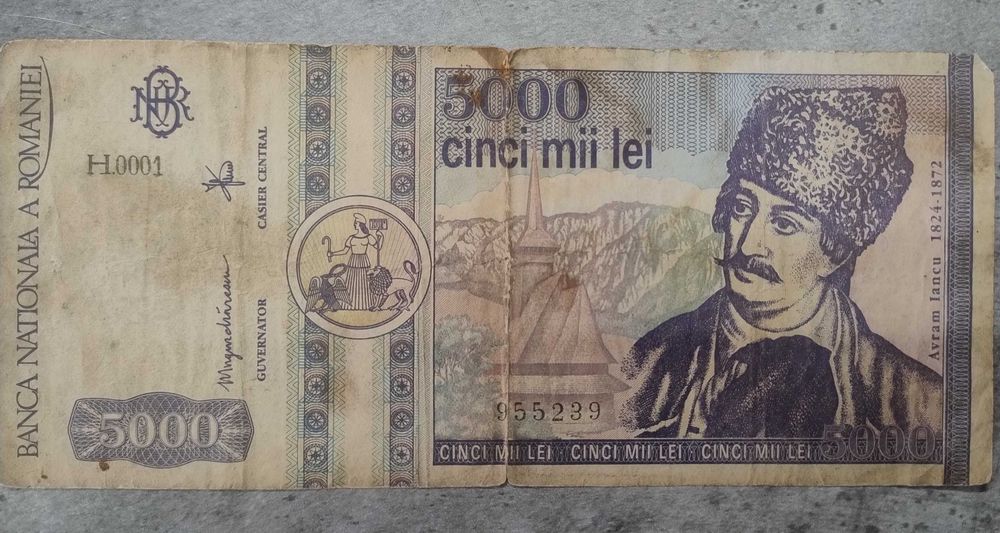 BANCA NATIONALA A ROMANIEI
H.0001
CASIER CENTRAL
GUVERNATOR
5000
5000
cinci mii lei
Avram Iancu 1824-1872
955239
CINCI MII LEI CINCI MII LEI CINCI MII LEI
5000